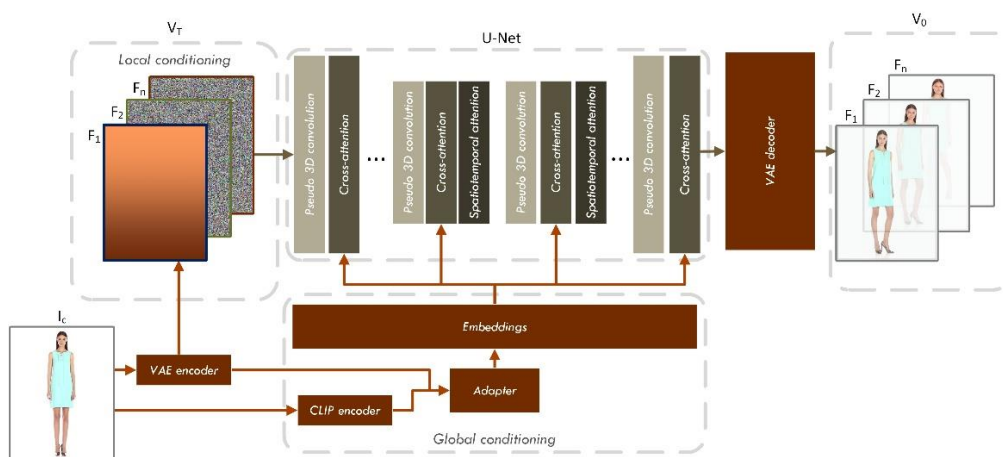 V_T
U-Net
V_0
Local conditioning
F_n
F_2
F_1
Pseudo 3D convolution
Cross-attention
...
Pseudo 3D convolution
Cross-attention
Spatiotemporal attention
Pseudo 3D convolution
Cross-attention
Spatiotemporal attention
...
Pseudo 3D convolution
Cross-attention
VAE decoder
F_n
F_2
F_1
I_c
VAE encoder
CLIP encoder
Adapter
Embeddings
Global conditioning